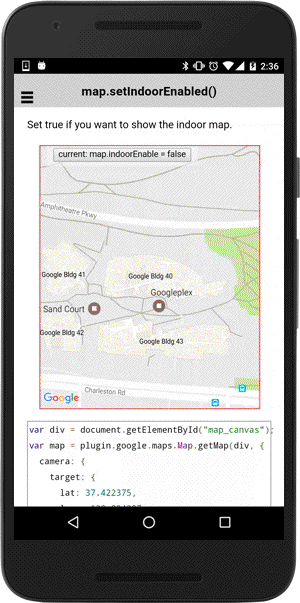 2:36
map.setIndoorEnabled()
Set true if you want to show the indoor map.
current: map.indoorEnable = false
Amphitheatre Pkwy
Google Bldg 41
Google Bldg 40
Googleplex
Sand Court
Google Bldg 42
Google Bldg 43
Charleston Rd
Google
var div = document.getElementById("map_canvas");
var map = plugin.google.maps.Map.getMap(div, {
camera: {
target: {
lat: 37.422375,